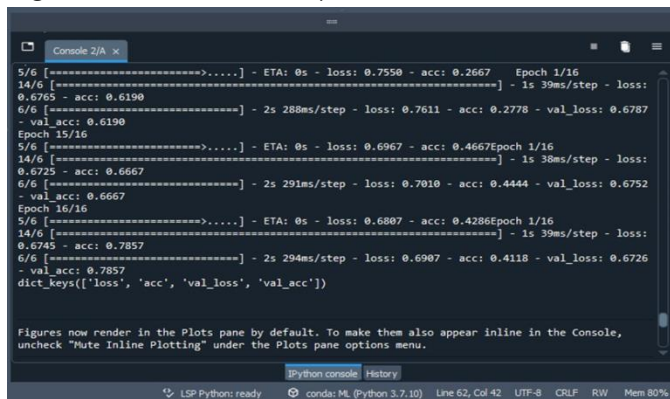 Console 2/A ×
5/6 [========================>.....] - ETA: 0s - loss: 0.7550 - acc: 0.2667    Epoch 1/16
14/6 [======================================================================] - 1s 39ms/step - loss:
0.6765 - acc: 0.6190
6/6 [==============================] - 2s 288ms/step - loss: 0.7611 - acc: 0.2778 - val_loss: 0.6787
- val_acc: 0.6190
Epoch 15/16
5/6 [========================>.....] - ETA: 0s - loss: 0.6967 - acc: 0.4667Epoch 1/16
14/6 [======================================================================] - 1s 38ms/step - loss:
0.6725 - acc: 0.6667
6/6 [==============================] - 2s 291ms/step - loss: 0.7010 - acc: 0.4444 - val_loss: 0.6752
- val_acc: 0.6667
Epoch 16/16
5/6 [========================>.....] - ETA: 0s - loss: 0.6807 - acc: 0.4286Epoch 1/16
14/6 [======================================================================] - 1s 39ms/step - loss:
0.6745 - acc: 0.7857
6/6 [==============================] - 2s 294ms/step - loss: 0.6907 - acc: 0.4118 - val_loss: 0.6726
- val_acc: 0.7857
dict_keys(['loss', 'acc', 'val_loss', 'val_acc'])
Figures now render in the Plots pane by default. To make them also appear inline in the Console,
uncheck "Mute Inline Plotting" under the Plots pane options menu.
IPython console History
LSP Python: ready conda: ML (Python 3.7.10) Line 62, Col 42 UTF-8 CRLF RW Mem 80%